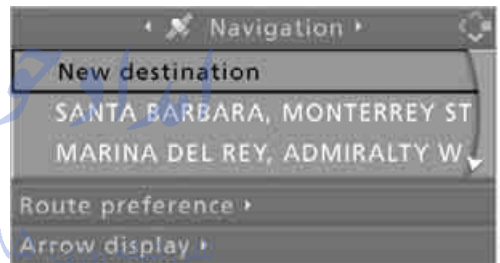 Navigation
New destination
SANTA BARBARA, MONTERREY ST
MARINA DEL REY, ADMIRALTY W
Route preference
Arrow display